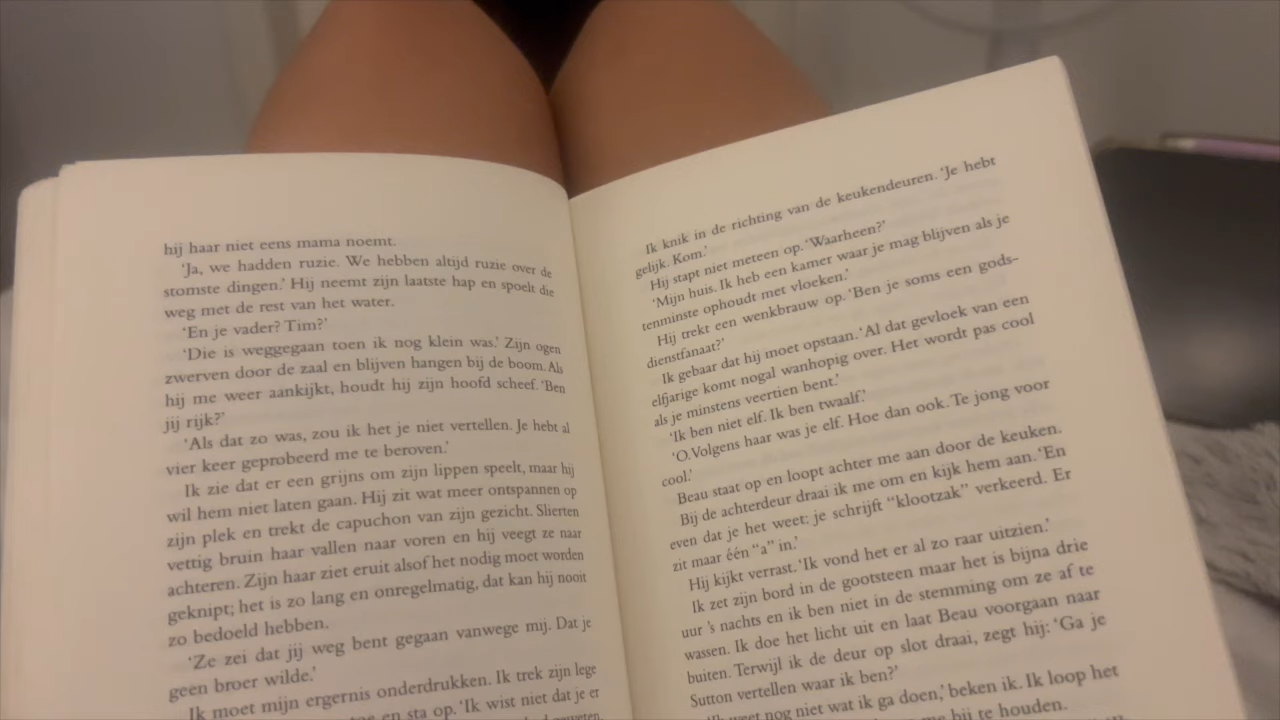 hij haar niet eens mama noemt.
'Ja, we hadden ruzie. We hebben altijd ruzie over de
stomste dingen.' Hij neemt zijn laatste hap en spoelt die
weg met de rest van het water.
'En je vader? Tim?'
'Die is weggegaan toen ik nog klein was.' Zijn ogen
zwerven door de zaal en blijven hangen bij de boom. Als
hij me weer aankijkt, houdt hij zijn hoofd scheef. 'Ben
jij rijk?'
'Als dat zo was, zou ik het je niet vertellen. Je hebt al
vier keer geprobeerd me te beroven.'
Ik zie dat er een grijns om zijn lippen speelt, maar hij
wil hem niet laten gaan. Hij zit wat meer ontspannen op
zijn plek en trekt de capuchon van zijn gezicht. Slierten
vettig bruin haar vallen naar voren en hij veegt ze naar
achteren. Zijn haar ziet eruit alsof het nodig moet worden
geknipt; het is zo lang en onregelmatig, dat kan hij nooit
zo bedoeld hebben.
'Ze zei dat jij weg bent gegaan vanwege mij. Dat je
geen broer wilde.'
Ik moet mijn ergernis onderdrukken. Ik trek zijn lege
en sta op. 'Ik wist niet dat je er
Ik knik in de richting van de keukendeuren. 'Je hebt
gelijk. Kom.'
Hij stapt niet meteen op. 'Waarheen?'
'Mijn huis. Ik heb een kamer waar je mag blijven als je
tenminste ophoudt met vloeken.'
Hij trekt een wenkbrauw op. 'Ben je soms een gods-
dienstfanaat?'
Ik gebaar dat hij moet opstaan. 'Al dat gevloek van een
elfjarige komt nogal wanhopig over. Het wordt pas cool
als je minstens veertien bent.'
'Ik ben niet elf. Ik ben twaalf.'
'O. Volgens haar was je elf. Hoe dan ook. Te jong voor
cool.'
Beau staat op en loopt achter me aan door de keuken.
Bij de achterdeur draai ik me om en kijk hem aan. 'En
even dat je het weet: je schrijft "klootzak" verkeerd. Er
zit maar één "a" in.'
Hij kijkt verrast. 'Ik vond het er al zo raar uitzien.'
Ik zet zijn bord in de gootsteen maar het is bijna drie
uur 's nachts en ik ben niet in de stemming om ze af te
wassen. Ik doe het licht uit en laat Beau voorgaan naar
buiten. Terwijl ik de deur op slot draai, zegt hij: 'Ga je
Sutton vertellen waar ik ben?'
'Ik weet nog niet wat ik ga doen,' beken ik. Ik loop het
me bij te houden.